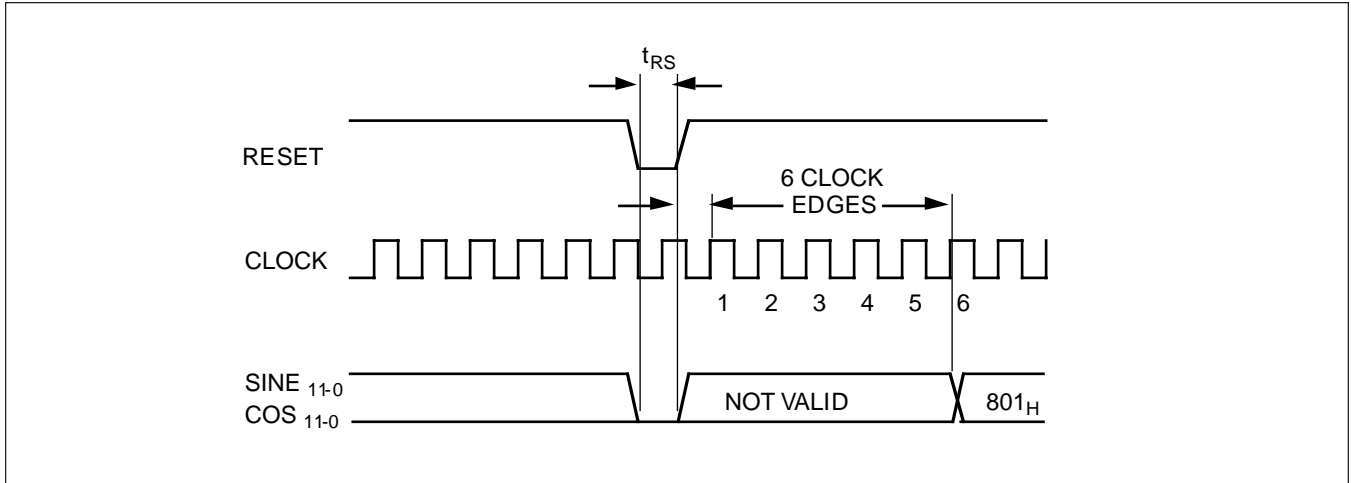 tRS
RESET
6 CLOCK
EDGES
CLOCK
1 2 3 4 5 6
SINE 11-0
COS 11-0
NOT VALID
801H